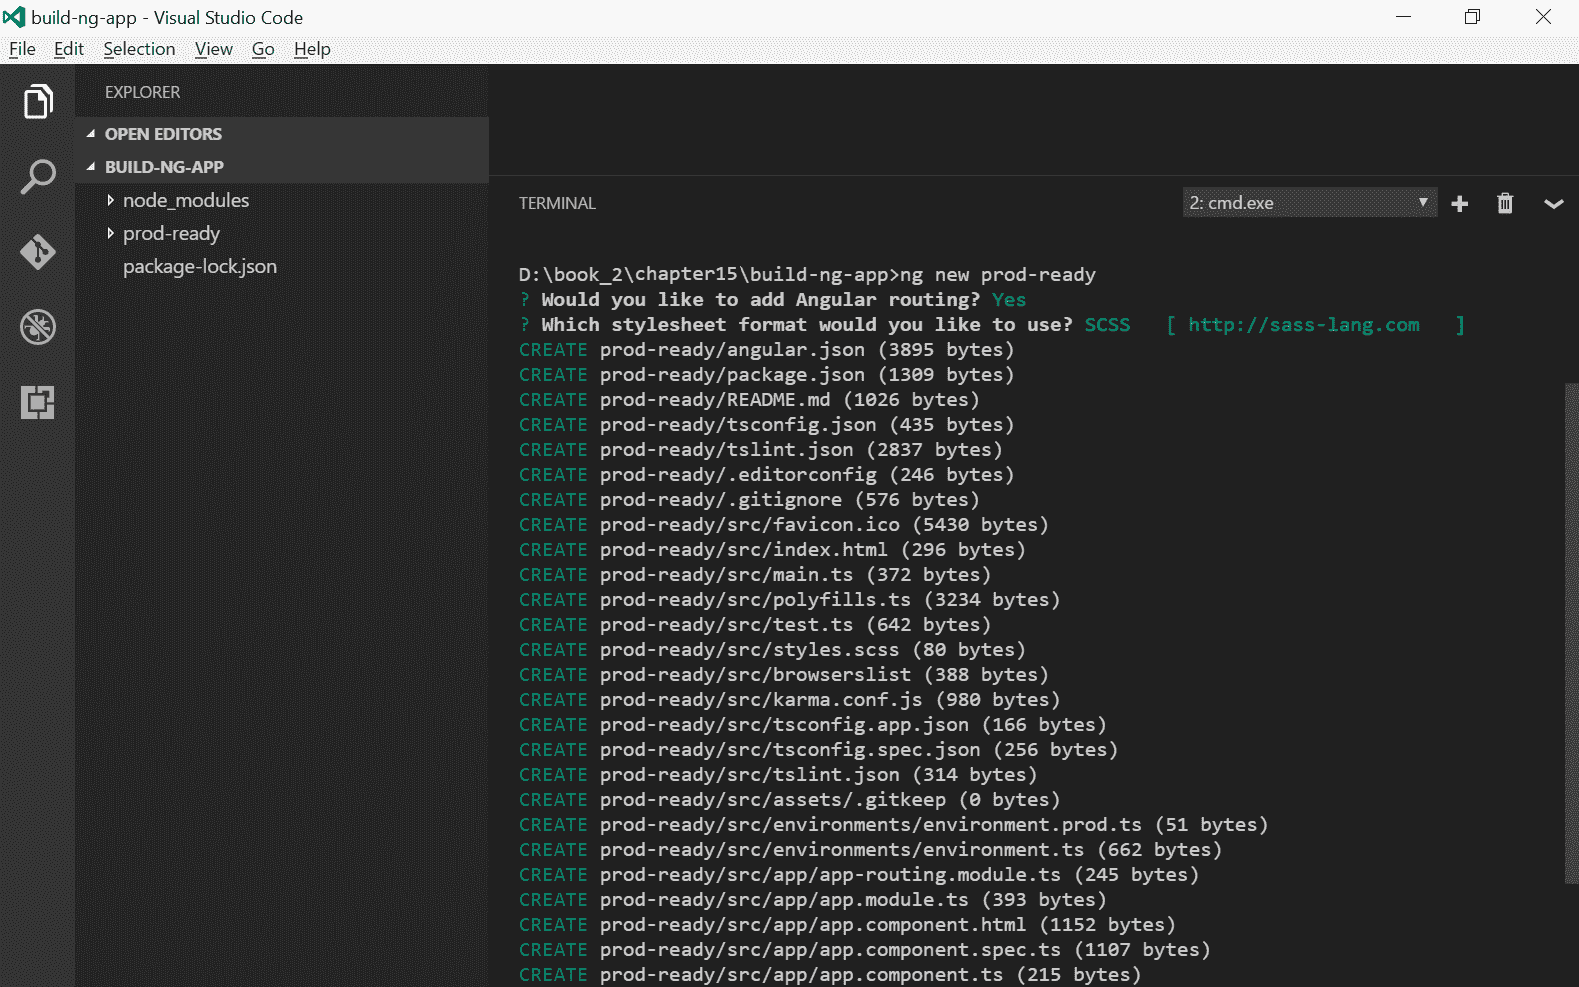 build-ng-app - Visual Studio Code
File Edit Selection View Go Help
EXPLORER
OPEN EDITORS
BUILD-NG-APP
node_modules
prod-ready
package-lock.json
TERMINAL
2: cmd.exe
D:\book_2\chapter15\build-ng-app>ng new prod-ready
? Would you like to add Angular routing? Yes
? Which stylesheet format would you like to use? SCSS [ http://sass-lang.com ]
CREATE prod-ready/angular.json (3895 bytes)
CREATE prod-ready/package.json (1309 bytes)
CREATE prod-ready/README.md (1026 bytes)
CREATE prod-ready/tsconfig.json (435 bytes)
CREATE prod-ready/tslint.json (2837 bytes)
CREATE prod-ready/.editorconfig (246 bytes)
CREATE prod-ready/.gitignore (576 bytes)
CREATE prod-ready/src/favicon.ico (5430 bytes)
CREATE prod-ready/src/index.html (296 bytes)
CREATE prod-ready/src/main.ts (372 bytes)
CREATE prod-ready/src/polyfills.ts (3234 bytes)
CREATE prod-ready/src/test.ts (642 bytes)
CREATE prod-ready/src/styles.scss (80 bytes)
CREATE prod-ready/src/browserslist (388 bytes)
CREATE prod-ready/src/karma.conf.js (980 bytes)
CREATE prod-ready/src/tsconfig.app.json (166 bytes)
CREATE prod-ready/src/tsconfig.spec.json (256 bytes)
CREATE prod-ready/src/tslint.json (314 bytes)
CREATE prod-ready/src/assets/.gitkeep (0 bytes)
CREATE prod-ready/src/environments/environment.prod.ts (51 bytes)
CREATE prod-ready/src/environments/environment.ts (662 bytes)
CREATE prod-ready/src/app/app-routing.module.ts (245 bytes)
CREATE prod-ready/src/app/app.module.ts (393 bytes)
CREATE prod-ready/src/app/app.component.html (1152 bytes)
CREATE prod-ready/src/app/app.component.spec.ts (1107 bytes)
CREATE prod-ready/src/app/app.component.ts (215 bytes)